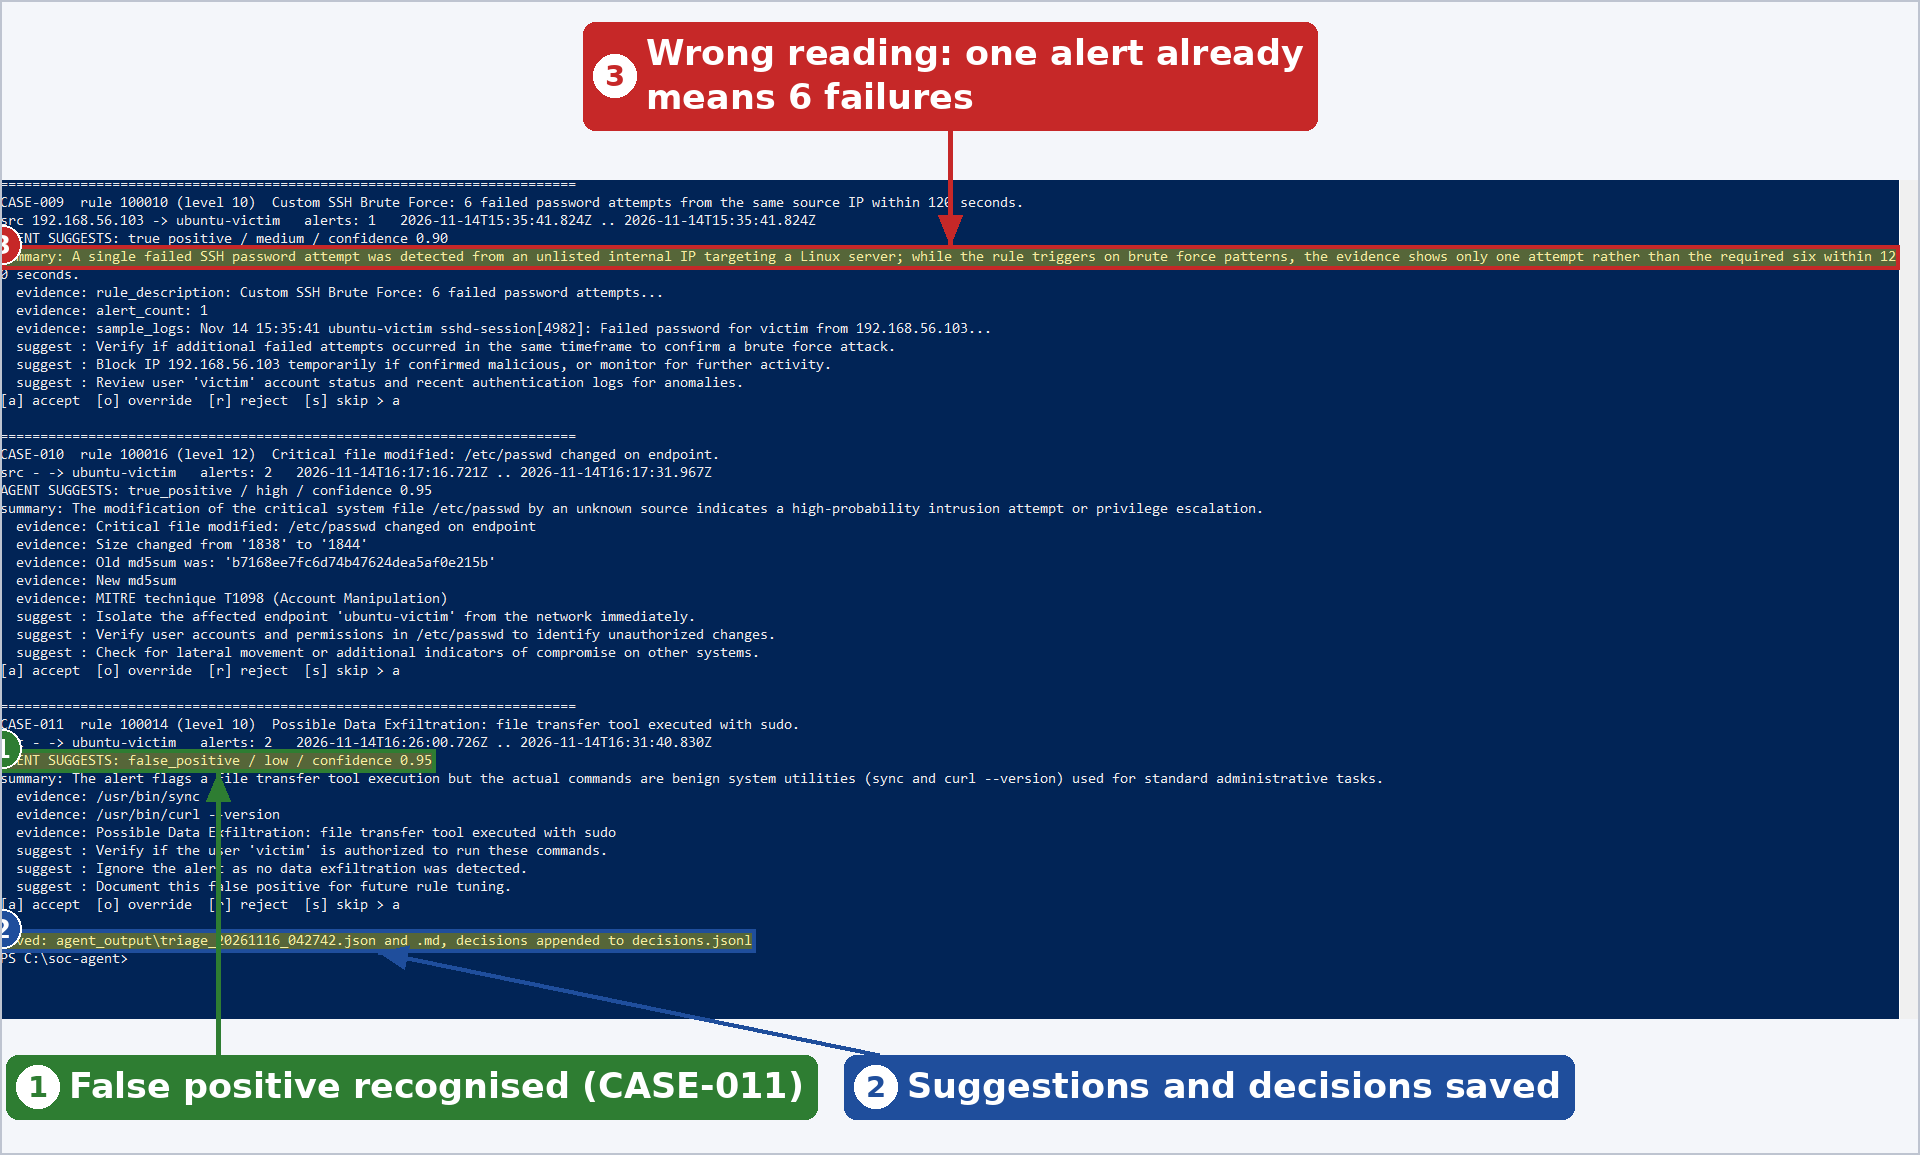 3 Wrong reading: one alert already
means 6 failures
========================================================================
CASE-009  rule 100010 (level 10)  Custom SSH Brute Force: 6 failed password attempts from the same source IP within 120 seconds.
src 192.168.56.103 -> ubuntu-victim   alerts: 1   2026-11-14T15:35:41.824Z .. 2026-11-14T15:35:41.824Z
3
ENT SUGGESTS: true_positive / medium / confidence 0.90
mmary: A single failed SSH password attempt was detected from an unlisted internal IP targeting a Linux server; while the rule triggers on brute force patterns, the evidence shows only one attempt rather than the required six within 12
0 seconds.
  evidence: rule_description: Custom SSH Brute Force: 6 failed password attempts...
  evidence: alert_count: 1
  evidence: sample_logs: Nov 14 15:35:41 ubuntu-victim sshd-session[4982]: Failed password for victim from 192.168.56.103...
  suggest : Verify if additional failed attempts occurred in the same timeframe to confirm a brute force attack.
  suggest : Block IP 192.168.56.103 temporarily if confirmed malicious, or monitor for further activity.
  suggest : Review user 'victim' account status and recent authentication logs for anomalies.
[a] accept  [o] override  [r] reject  [s] skip > a
========================================================================
CASE-010  rule 100016 (level 12)  Critical file modified: /etc/passwd changed on endpoint.
src - -> ubuntu-victim   alerts: 2   2026-11-14T16:17:16.721Z .. 2026-11-14T16:17:31.967Z
AGENT SUGGESTS: true_positive / high / confidence 0.95
summary: The modification of the critical system file /etc/passwd by an unknown source indicates a high-probability intrusion attempt or privilege escalation.
  evidence: Critical file modified: /etc/passwd changed on endpoint
  evidence: Size changed from '1838' to '1844'
  evidence: Old md5sum was: 'b7168ee7fc6d74b47624dea5af0e215b'
  evidence: New md5sum
  evidence: MITRE technique T1098 (Account Manipulation)
  suggest : Isolate the affected endpoint 'ubuntu-victim' from the network immediately.
  suggest : Verify user accounts and permissions in /etc/passwd to identify unauthorized changes.
  suggest : Check for lateral movement or additional indicators of compromise on other systems.
[a] accept  [o] override  [r] reject  [s] skip > a
========================================================================
CASE-011  rule 100014 (level 10)  Possible Data Exfiltration: file transfer tool executed with sudo.
- -> ubuntu-victim   alerts: 2   2026-11-14T16:26:00.726Z .. 2026-11-14T16:31:40.830Z
1
ENT SUGGESTS: false_positive / low / confidence 0.95
summary: The alert flags a file transfer tool execution but the actual commands are benign system utilities (sync and curl --version) used for standard administrative tasks.
  evidence: /usr/bin/sync
  evidence: /usr/bin/curl --version
  evidence: Possible Data Exfiltration: file transfer tool executed with sudo
  suggest : Verify if the user 'victim' is authorized to run these commands.
  suggest : Ignore the alert as no data exfiltration was detected.
  suggest : Document this false positive for future rule tuning.
[a] accept  [o] override  [r] reject  [s] skip > a
2
ved: agent_output\triage_20261116_042742.json and .md, decisions appended to decisions.jsonl
PS C:\soc-agent>
1 False positive recognised (CASE-011)
2 Suggestions and decisions saved